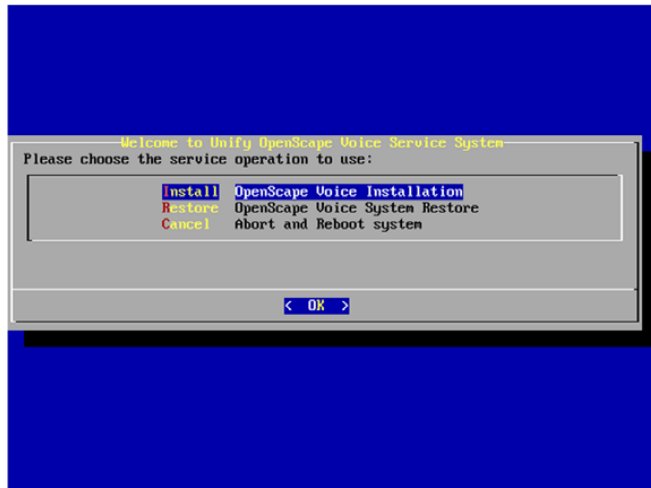 Welcome to Unify OpenScape Voice Service System
Please choose the service operation to use:
Install OpenScape Voice Installation
Restore OpenScape Voice System Restore
Cancel Abort and Reboot system
< OK >